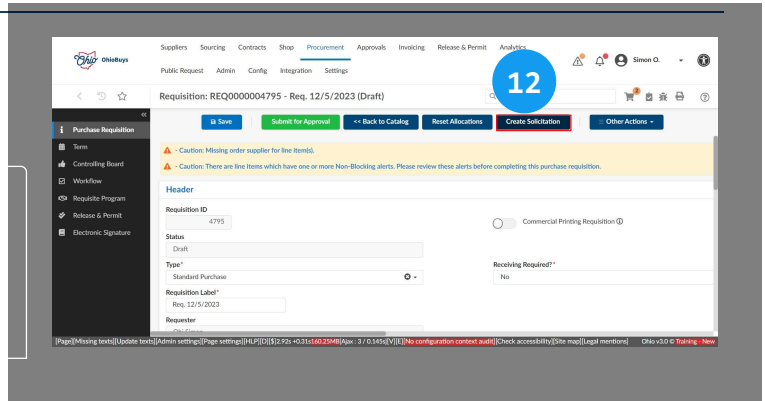 Ohio OhioBuys
Suppliers Sourcing Contracts Shop Procurement Approvals Invoicing Release & Permit Analytics
Simon O.
Public Request Admin Config Integration Settings
12
Requisition: REQ0000004795 - Req. 12/5/2023 (Draft)
2
Save Submit for Approval << Back to Catalog Reset Allocations Create Solicitation Other Actions
Purchase Requisition
Term
Controlling Board
Workflow
Requisite Program
Release & Permit
Electronic Signature
- Caution: Missing order supplier for line item(s).
- Caution: There are line items which have one or more Non-Blocking alerts. Please review these alerts before completing this purchase requisition.
Header
Requisition ID
4795
Commercial Printing Requisition
Status
Draft
Type*
Standard Purchase
Receiving Required?*
No
Requisition Label*
Req. 12/5/2023
Requester
[Page][Missing texts][Update texts][Admin settings][Page settings][HLP][D][$]2.92s +0.31s160.25MB[Ajax : 3 / 0.145s][V][E][No configuration context audit][Check accessibility][Site map][Legal mentions] Ohio v3.0 © Training - New